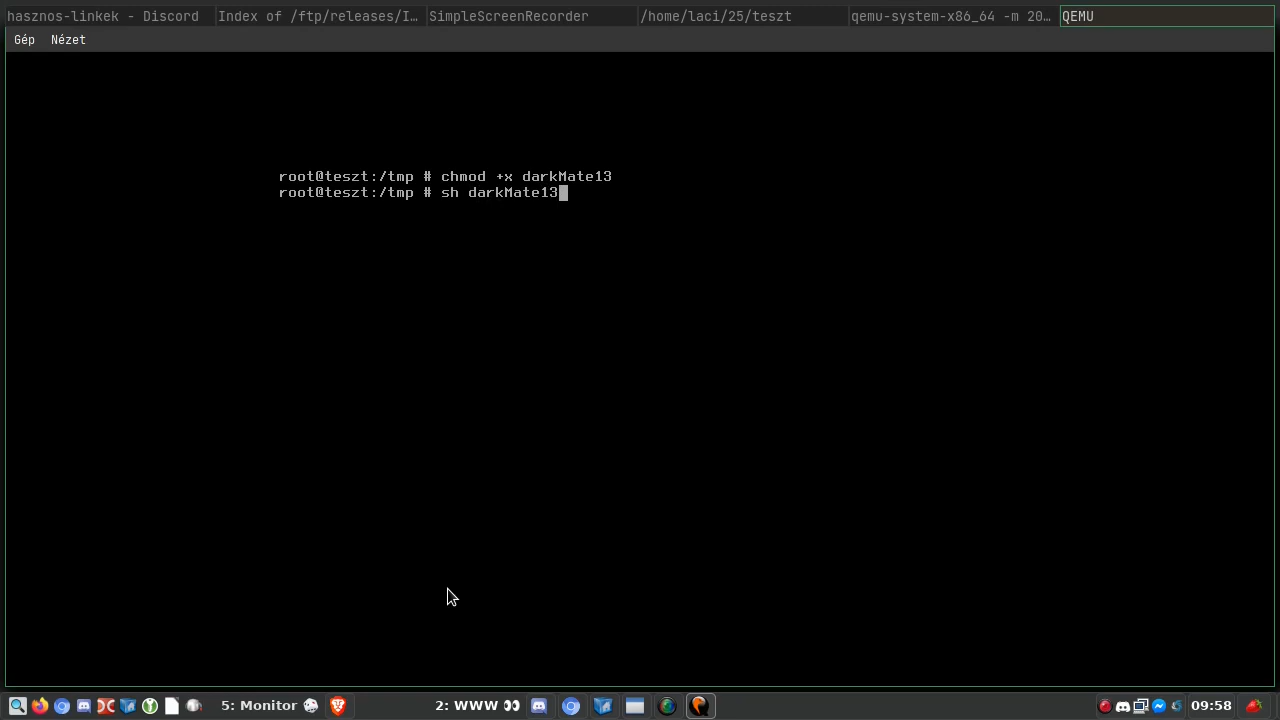 hasznos-linkek - Discord
Index of /ftp/releases/I…
SimpleScreenRecorder
/home/laci/25/teszt
qemu-system-x86_64 -m 20…
QEMU
Gép Nézet
root@teszt:/tmp # chmod +x darkMate13
root@teszt:/tmp # sh darkMate13
5: Monitor
2: WWW
09:58